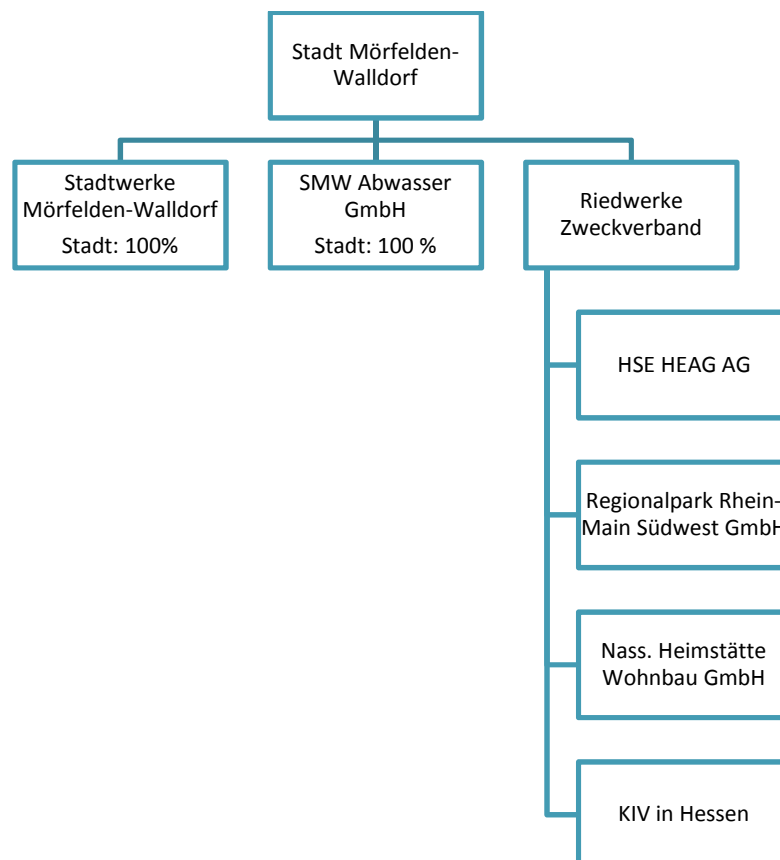 Stadt Mörfelden-
Walldorf
Stadtwerke
Mörfelden-Walldorf
Stadt: 100%
SMW Abwasser
GmbH
Stadt: 100 %
Riedwerke
Zweckverband
HSE HEAG AG
Regionalpark Rhein-
Main Südwest GmbH
Nass. Heimstätte
Wohnbau GmbH
KIV in Hessen